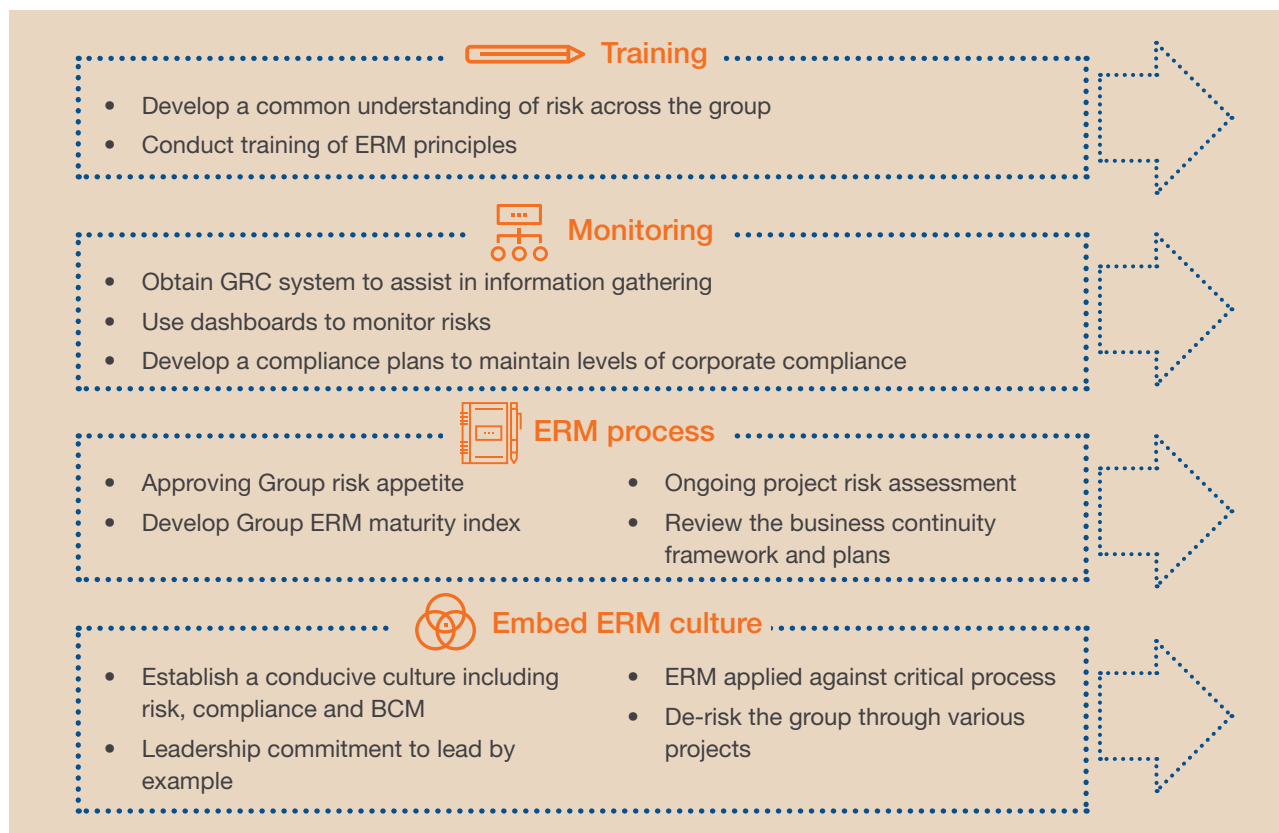 Training
• Develop a common understanding of risk across the group
• Conduct training of ERM principles
Monitoring
• Obtain GRC system to assist in information gathering
• Use dashboards to monitor risks
• Develop a compliance plans to maintain levels of corporate compliance
ERM process
• Approving Group risk appetite
• Develop Group ERM maturity index
• Ongoing project risk assessment
• Review the business continuity
framework and plans
Embed ERM culture
• Establish a conducive culture including
risk, compliance and BCM
• Leadership commitment to lead by
example
• ERM applied against critical process
• De-risk the group through various
projects